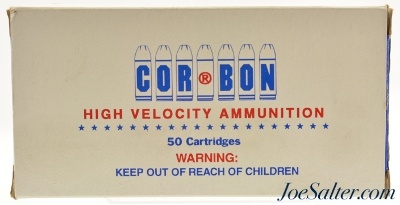 COR®BON
HIGH VELOCITY AMMUNITION
50 Cartridges
WARNING:
KEEP OUT OF REACH OF CHILDREN
JoeSalter.com